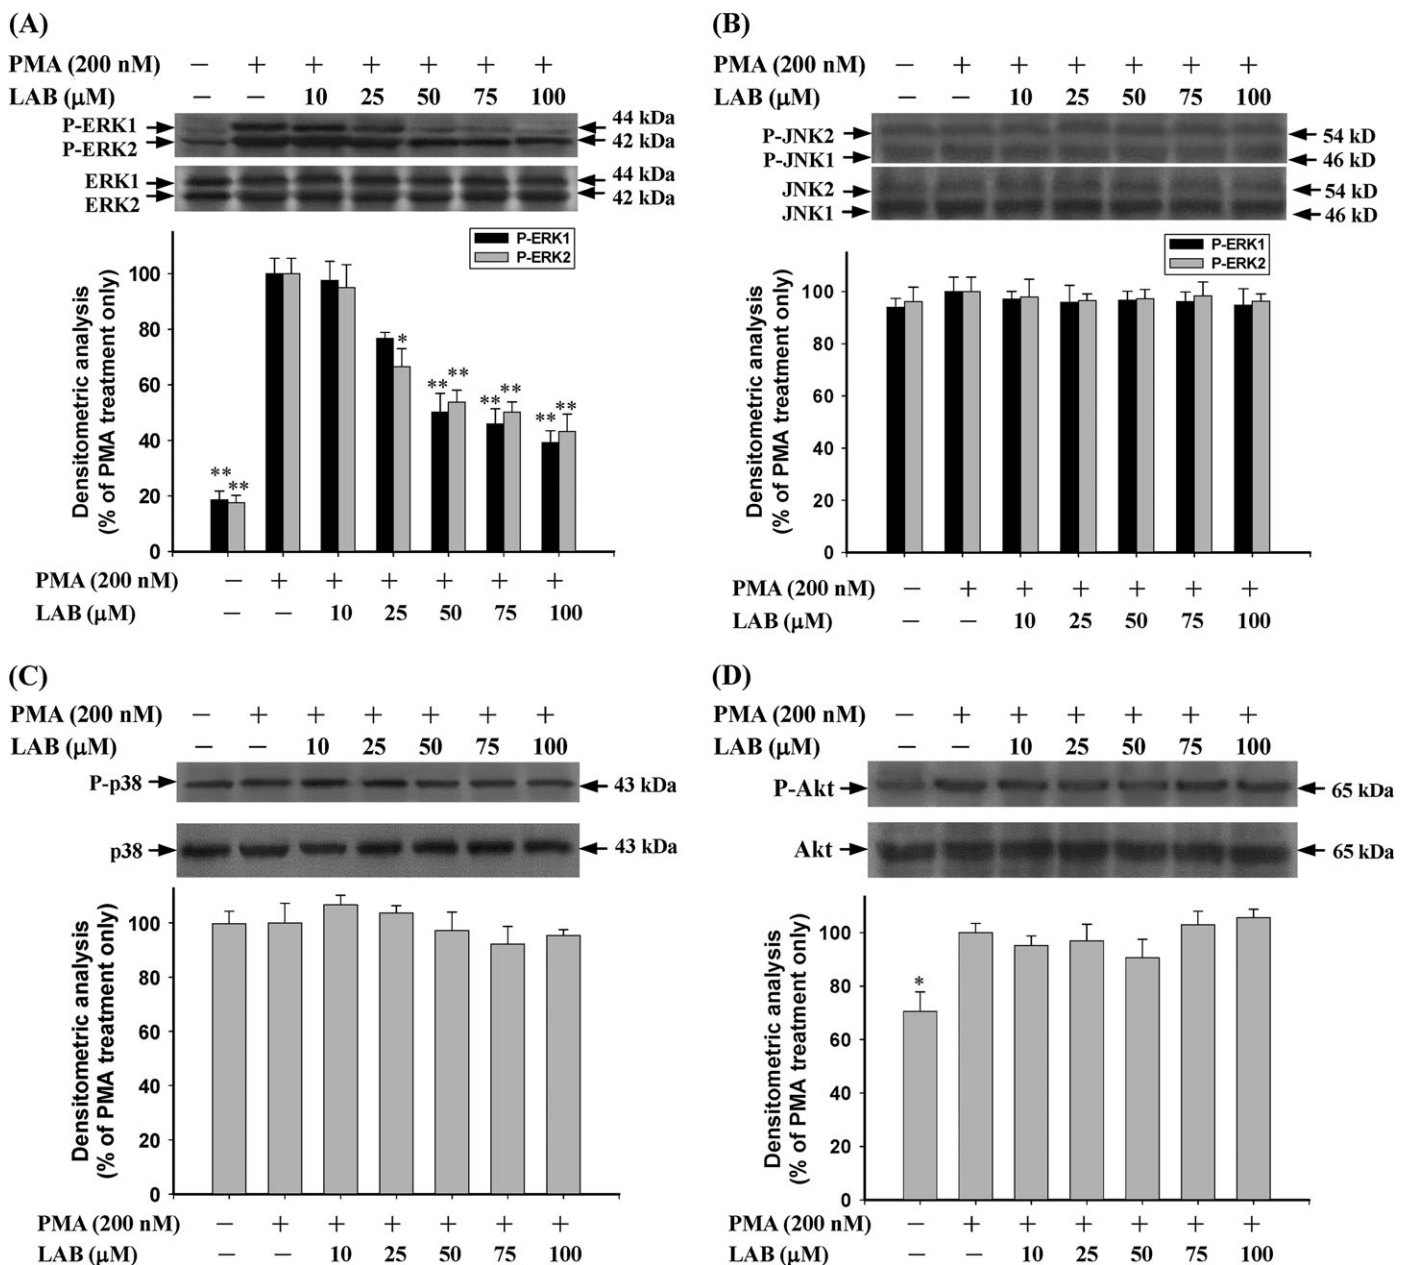 (A)
PMA (200 nM) — + + + + + +
LAB (μM) — — 10 25 50 75 100
P-ERK1 44 kDa
P-ERK2 42 kDa
ERK1 44 kDa
ERK2 42 kDa
P-ERK1
P-ERK2
Densitometric analysis
(% of PMA treatment only)
100
80
60
40
20
0
** ** * ** ** ** ** ** **
PMA (200 nM) — + + + + + +
LAB (μM) — — 10 25 50 75 100
(B)
PMA (200 nM) — + + + + + +
LAB (μM) — — 10 25 50 75 100
P-JNK2 54 kD
P-JNK1 46 kD
JNK2 54 kD
JNK1 46 kD
P-ERK1
P-ERK2
Densitometric analysis
(% of PMA treatment only)
100
80
60
40
20
0
PMA (200 nM) — + + + + + +
LAB (μM) — — 10 25 50 75 100
(C)
PMA (200 nM) — + + + + + +
LAB (μM) — — 10 25 50 75 100
P-p38 43 kDa
p38 43 kDa
Densitometric analysis
(% of PMA treatment only)
100
80
60
40
20
0
PMA (200 nM) — + + + + + +
LAB (μM) — — 10 25 50 75 100
(D)
PMA (200 nM) — + + + + + +
LAB (μM) — — 10 25 50 75 100
P-Akt 65 kDa
Akt 65 kDa
Densitometric analysis
(% of PMA treatment only)
100
80
60
40
20
0
*
PMA (200 nM) — + + + + + +
LAB (μM) — — 10 25 50 75 100